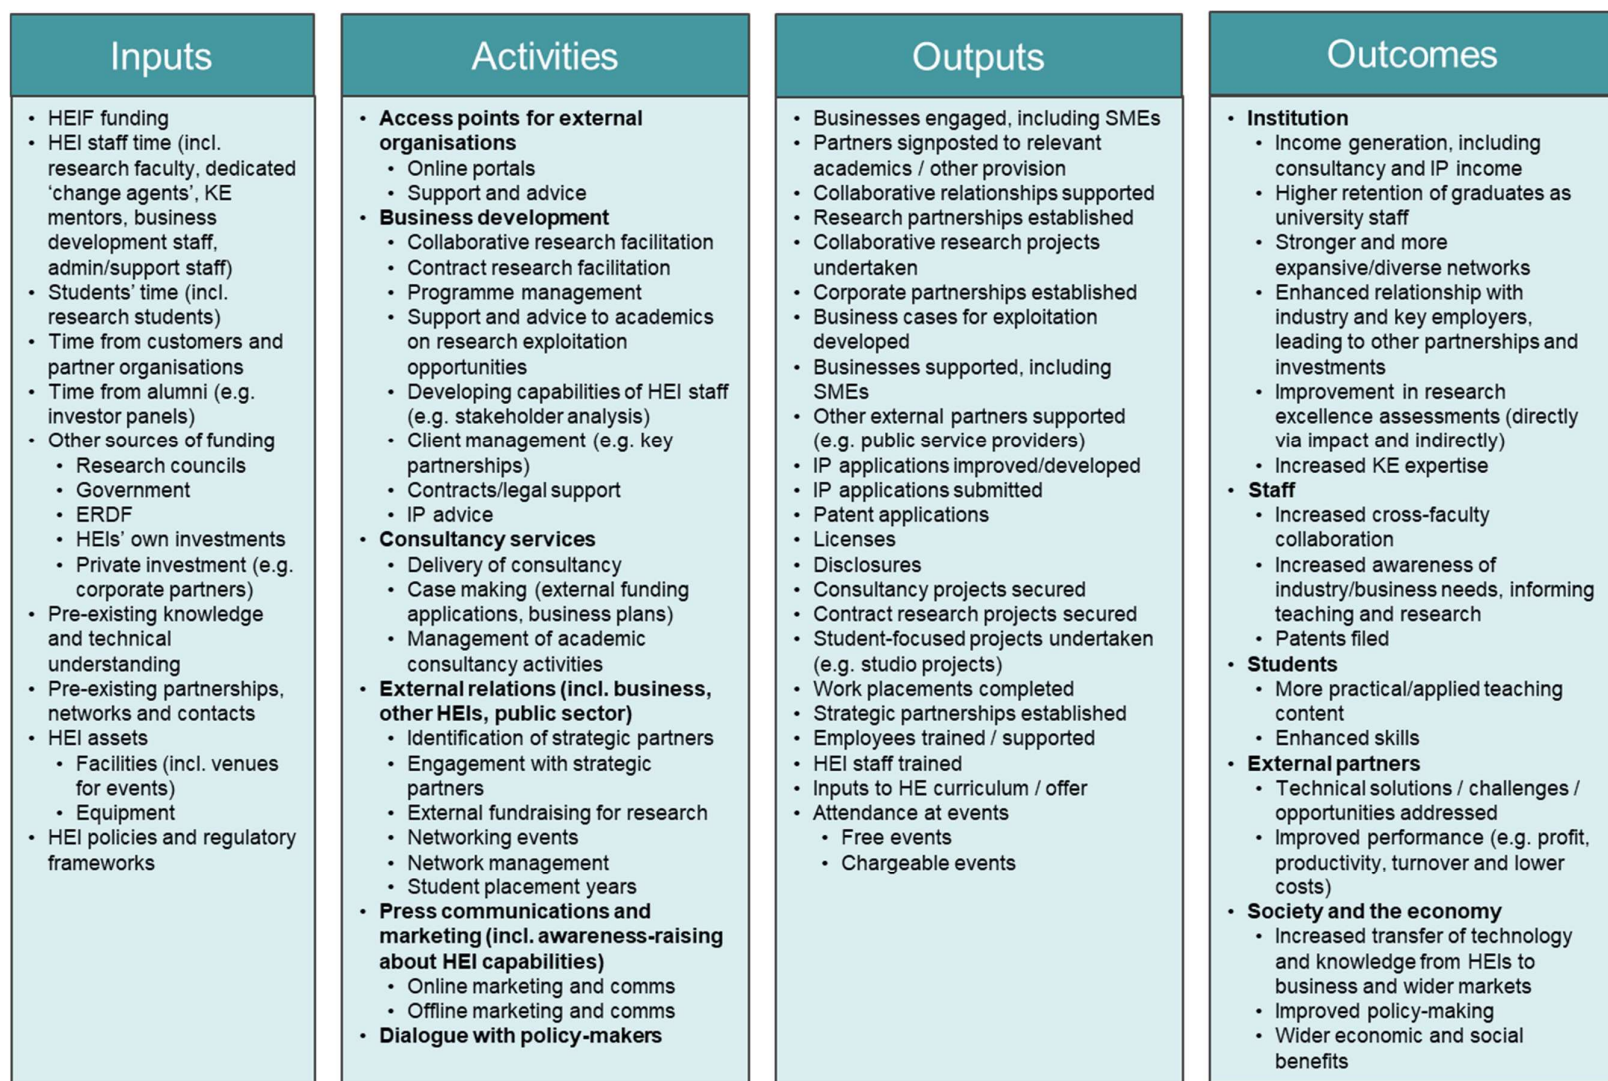 Inputs
• HEIF funding
• HEI staff time (incl.
research faculty, dedicated
‘change agents’, KE
mentors, business
development staff,
admin/support staff)
• Students’ time (incl.
research students)
• Time from customers and
partner organisations
• Time from alumni (e.g.
investor panels)
• Other sources of funding
• Research councils
• Government
• ERDF
• HEIs’ own investments
• Private investment (e.g.
corporate partners)
• Pre-existing knowledge
and technical
understanding
• Pre-existing partnerships,
networks and contacts
• HEI assets
• Facilities (incl. venues
for events)
• Equipment
• HEI policies and regulatory
frameworks
Activities
• Access points for external
organisations
• Online portals
• Support and advice
• Business development
• Collaborative research facilitation
• Contract research facilitation
• Programme management
• Support and advice to academics
on research exploitation
opportunities
• Developing capabilities of HEI staff
(e.g. stakeholder analysis)
• Client management (e.g. key
partnerships)
• Contracts/legal support
• IP advice
• Consultancy services
• Delivery of consultancy
• Case making (external funding
applications, business plans)
• Management of academic
consultancy activities
• External relations (incl. business,
other HEIs, public sector)
• Identification of strategic partners
• Engagement with strategic
partners
• External fundraising for research
• Networking events
• Network management
• Student placement years
• Press communications and
marketing (incl. awareness-raising
about HEI capabilities)
• Online marketing and comms
• Offline marketing and comms
• Dialogue with policy-makers
Outputs
• Businesses engaged, including SMEs
• Partners signposted to relevant
academics / other provision
• Collaborative relationships supported
• Research partnerships established
• Collaborative research projects
undertaken
• Corporate partnerships established
• Business cases for exploitation
developed
• Businesses supported, including
SMEs
• Other external partners supported
(e.g. public service providers)
• IP applications improved/developed
• IP applications submitted
• Patent applications
• Licenses
• Disclosures
• Consultancy projects secured
• Contract research projects secured
• Student-focused projects undertaken
(e.g. studio projects)
• Work placements completed
• Strategic partnerships established
• Employees trained / supported
• HEI staff trained
• Inputs to HE curriculum / offer
• Attendance at events
• Free events
• Chargeable events
Outcomes
• Institution
• Income generation, including
consultancy and IP income
• Higher retention of graduates as
university staff
• Stronger and more
expansive/diverse networks
• Enhanced relationship with
industry and key employers,
leading to other partnerships and
investments
• Improvement in research
excellence assessments (directly
via impact and indirectly)
• Increased KE expertise
• Staff
• Increased cross-faculty
collaboration
• Increased awareness of
industry/business needs, informing
teaching and research
• Patents filed
• Students
• More practical/applied teaching
content
• Enhanced skills
• External partners
• Technical solutions / challenges /
opportunities addressed
• Improved performance (e.g. profit,
productivity, turnover and lower
costs)
• Society and the economy
• Increased transfer of technology
and knowledge from HEIs to
business and wider markets
• Improved policy-making
• Wider economic and social
benefits